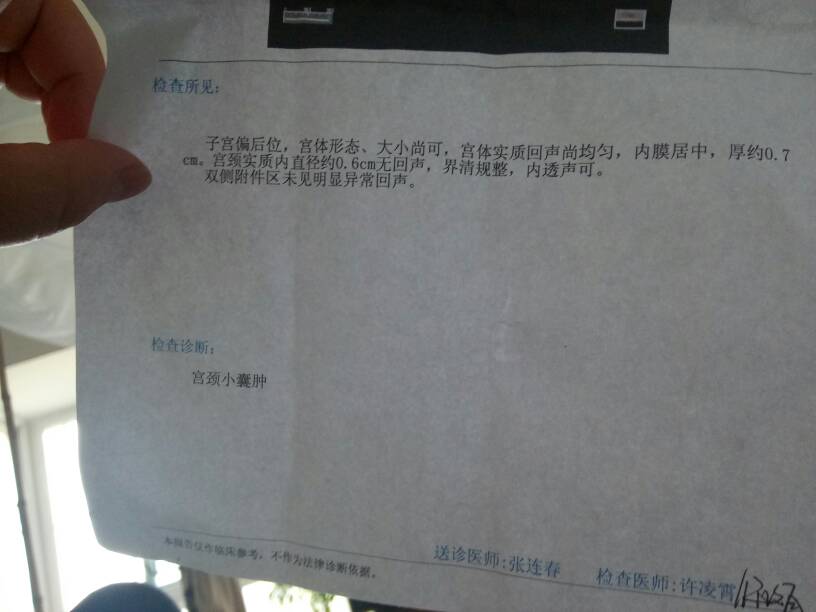 检查所见：
子宫偏后位，宫体形态、大小尚可，宫体实质回声尚均匀，内膜居中，厚约0.7
cm。宫颈实质内直径约0.6cm无回声，界清规整，内透声可。
双侧附件区未见明显异常回声。
检查诊断：
宫颈小囊肿
本报告仅作临床参考，不作为法律诊断依据。
送诊医师:张连春
检查医师:许凌霄